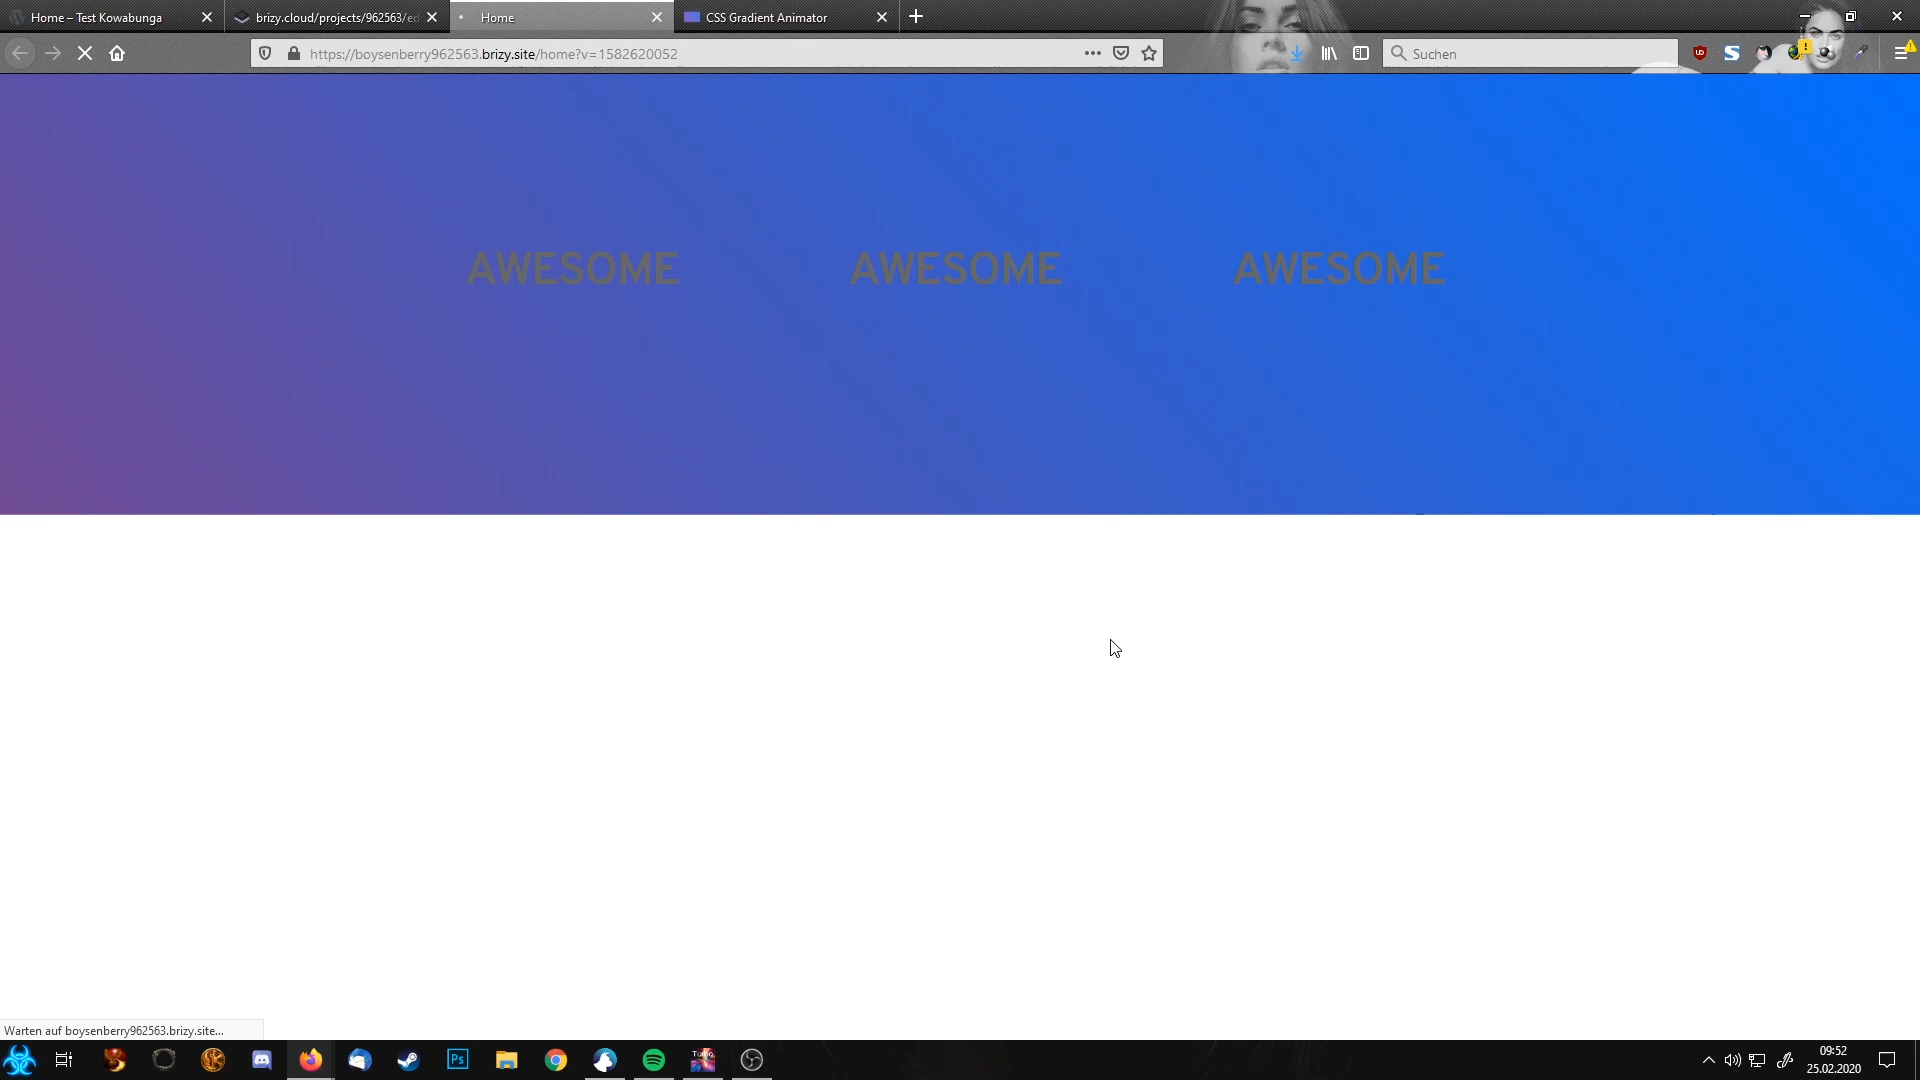 Home – Test Kowabunga
brizy.cloud/projects/962563/ed
Home
CSS Gradient Animator
https://boysenberry962563.brizy.site/home?v=1582620052
Suchen
AWESOME AWESOME AWESOME
Warten auf boysenberry962563.brizy.site...
Ps
09:52
25.02.2020